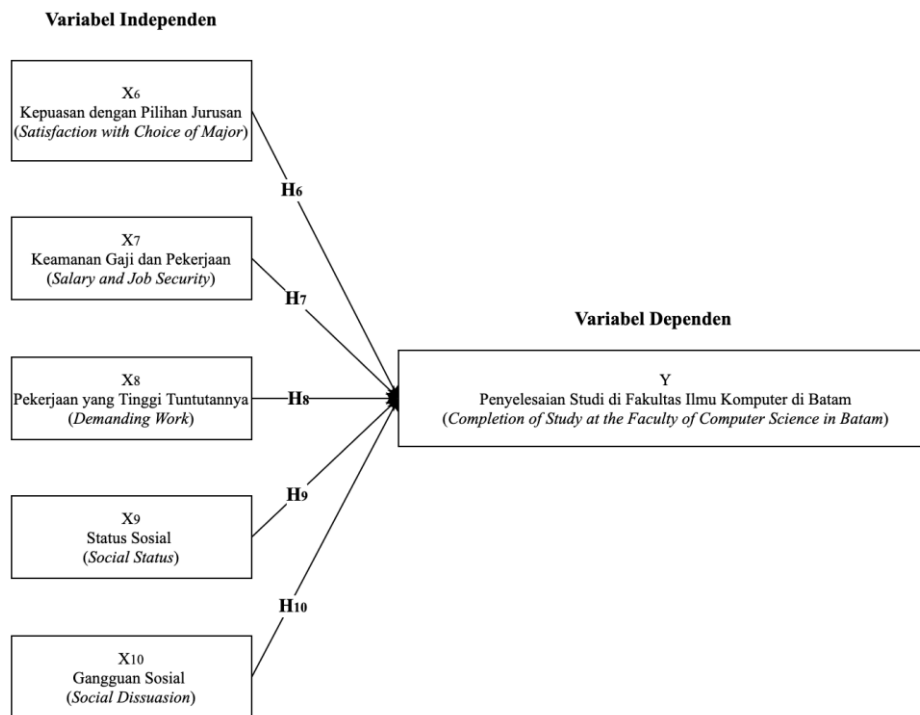 Variabel Independen
X6
Kepuasan dengan Pilihan Jurusan
(Satisfaction with Choice of Major)
H6
X7
Keamanan Gaji dan Pekerjaan
(Salary and Job Security)
H7
Variabel Dependen
X8
Pekerjaan yang Tinggi Tuntutannya
(Demanding Work)
H8
Y
Penyelesaian Studi di Fakultas Ilmu Komputer di Batam
(Completion of Study at the Faculty of Computer Science in Batam)
H9
X9
Status Sosial
(Social Status)
H10
X10
Gangguan Sosial
(Social Dissuasion)